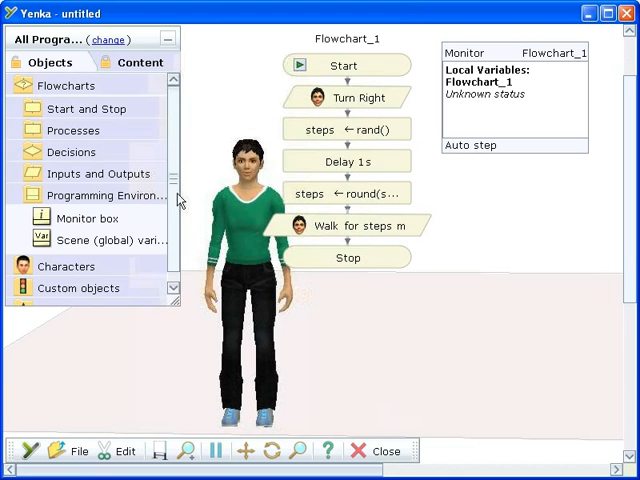 Yenka - untitled
All Progra... ( change )
Objects
Content
Flowcharts
Start and Stop
Processes
Decisions
Inputs and Outputs
Programming Environ...
i Monitor box
Var Scene (global) vari...
Characters
Custom objects
Flowchart_1
Start
Turn Right
steps ←rand()
Delay 1s
steps ←round(s...
Walk for steps m
Stop
Monitor Flowchart_1
Local Variables:
Flowchart_1
Unknown status
Auto step
File
Edit
?
Close